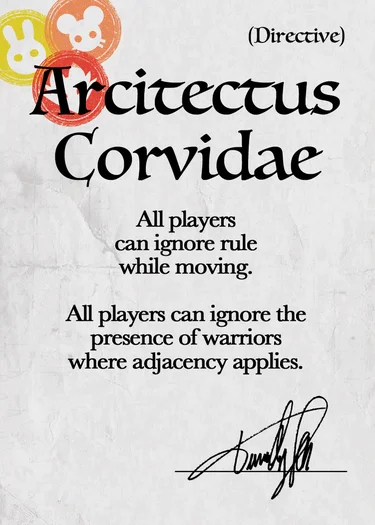 (Directive)
Arcitectus
Corvidae
All players
can ignore rule
while moving.
All players can ignore the
presence of warriors
where adjacency applies.